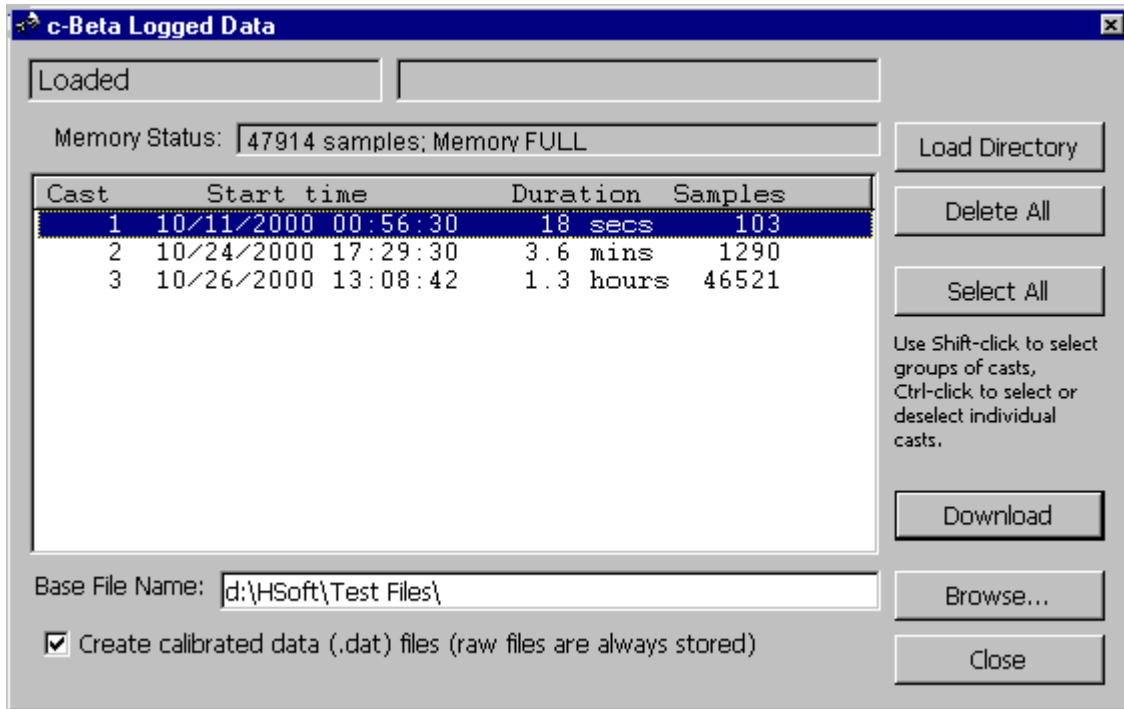 c-Beta Logged Data
Loaded
Memory Status: 47914 samples; Memory FULL
Load Directory
Cast Start time Duration Samples
1 10/11/2000 00:56:30 18 secs 103
2 10/24/2000 17:29:30 3.6 mins 1290
3 10/26/2000 13:08:42 1.3 hours 46521
Delete All
Select All
Use Shift-click to select
groups of casts,
Ctrl-click to select or
deselect individual
casts.
Download
Base File Name: d:\HSoft\Test Files\
Browse...
Create calibrated data (.dat) files (raw files are always stored)
Close